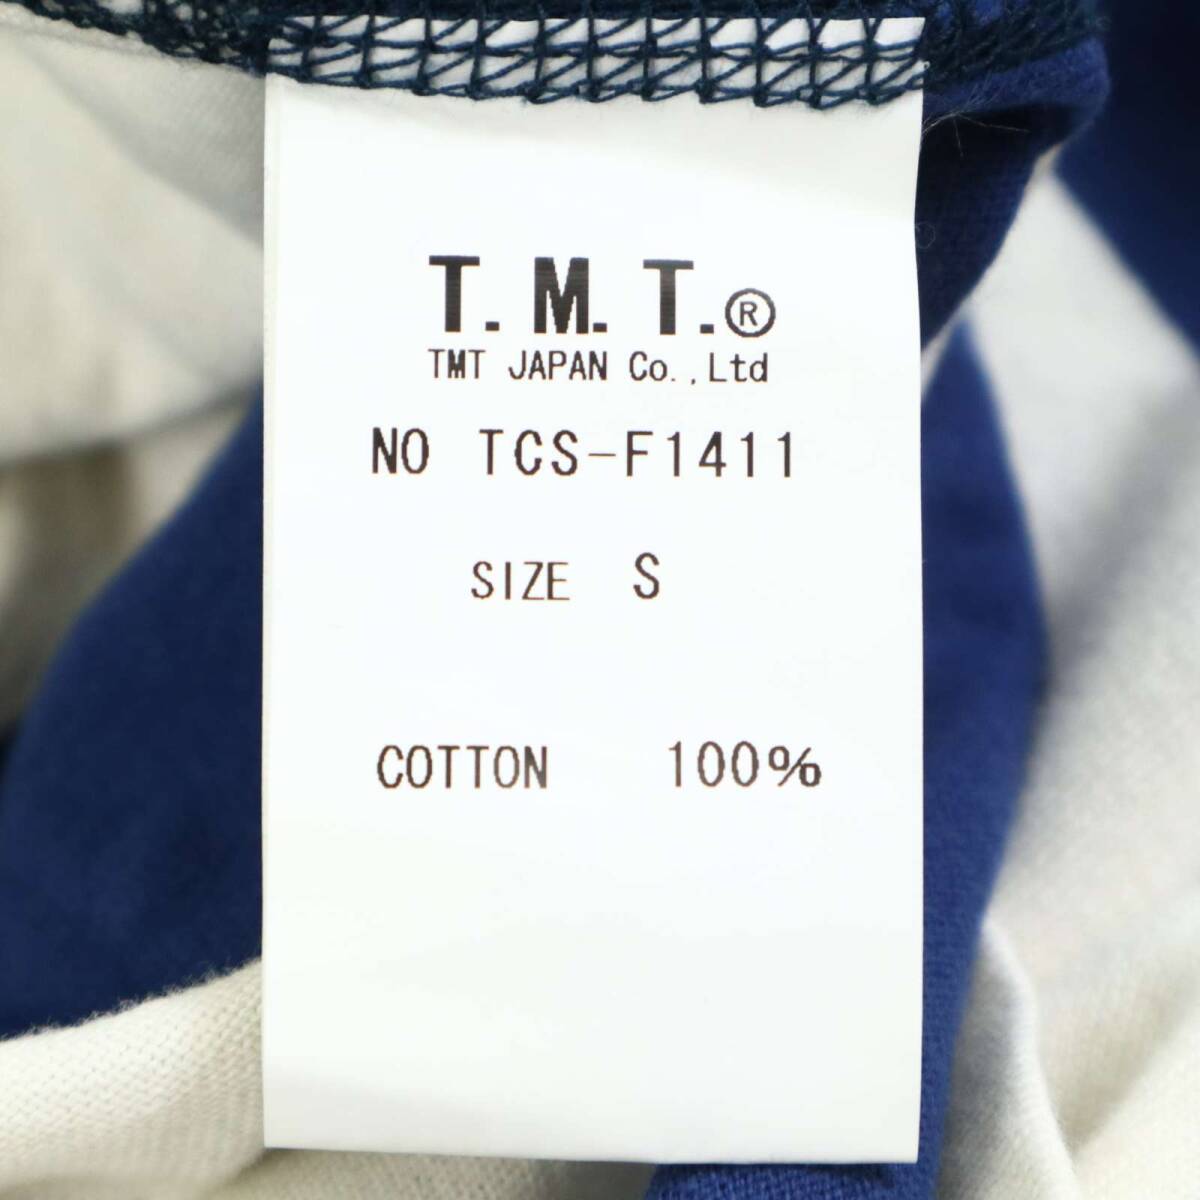 T.M.T.®
TMT JAPAN Co.,Ltd
NO TCS-F1411
SIZE S
COTTON 100%